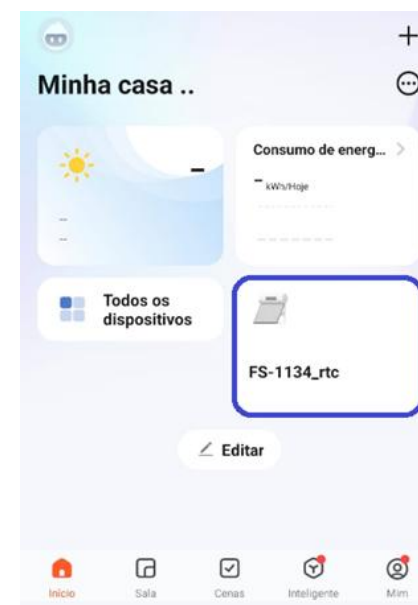 Minha casa ..
Consumo de energ...
- kWh/Hoje
Todos os
dispositivos
FS-1134_rtc
Editar
Início
Sala
Cenas
Inteligente
Mim